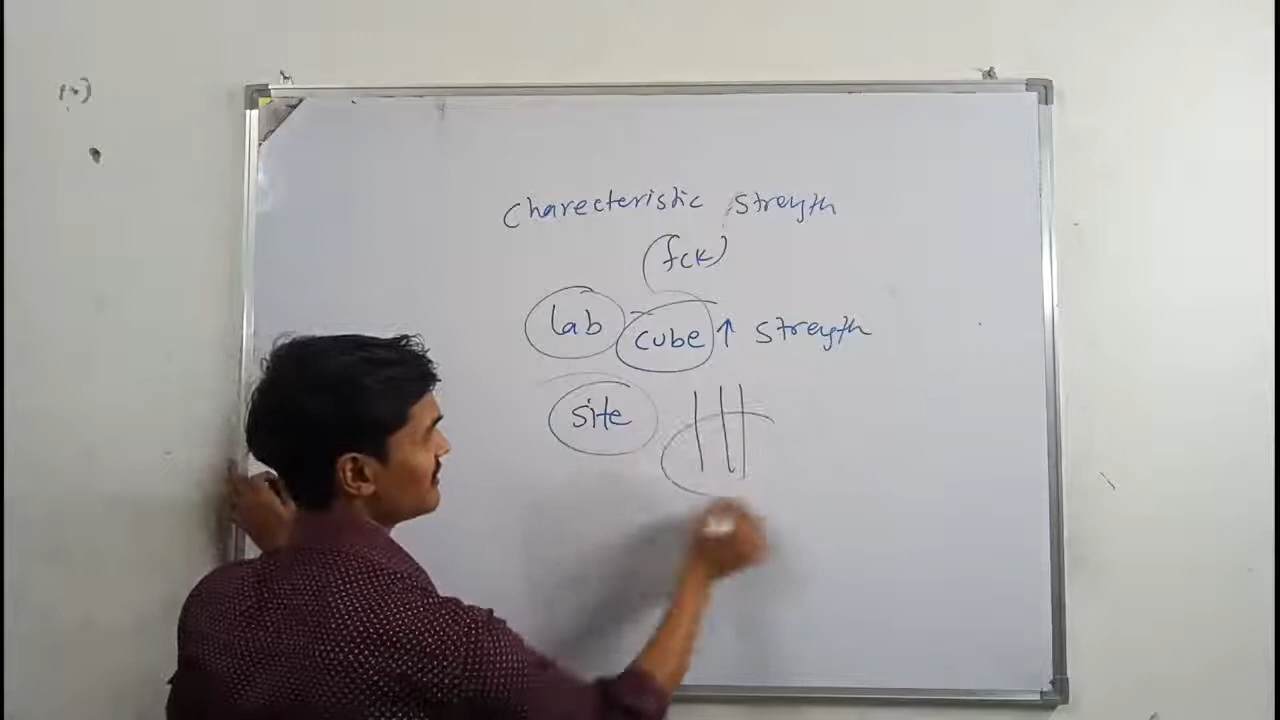 Charecteristic Strength
(fck)
Lab cube ↑ Strength
site